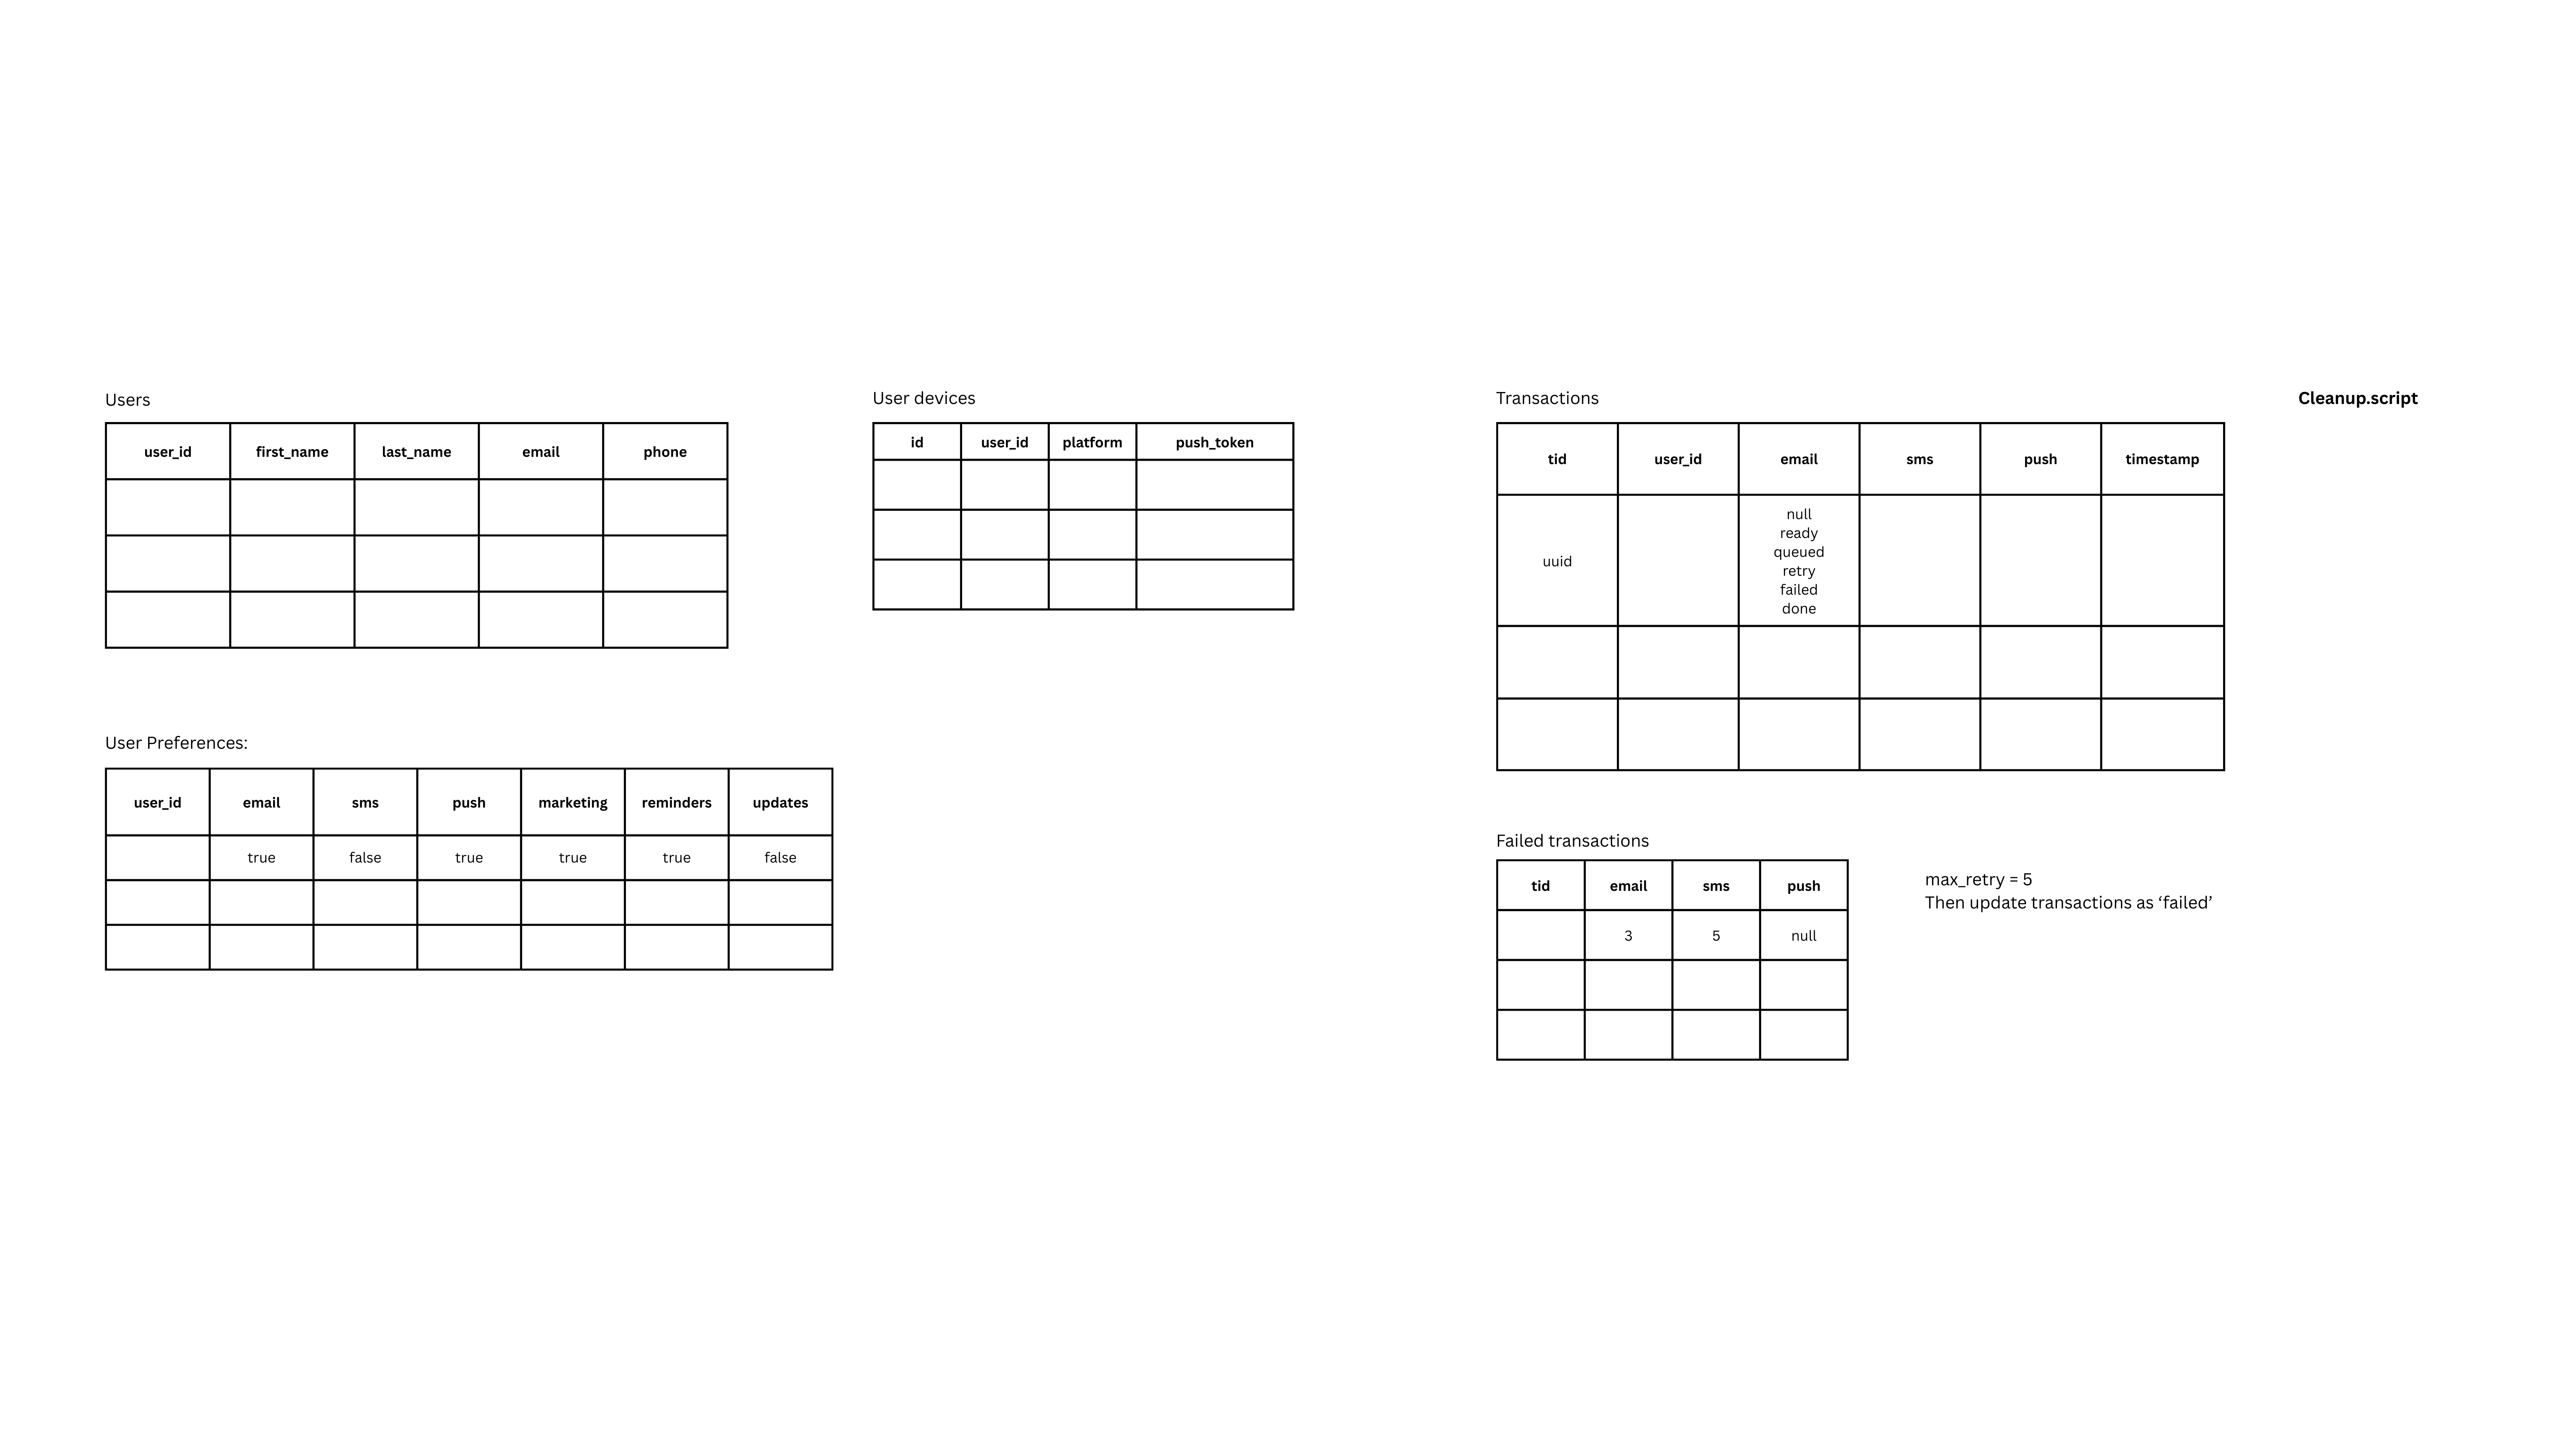 Users
user_id first_name last_name email phone
User devices
id user_id platform push_token
Transactions
tid user_id email sms push timestamp
uuid
null
ready
queued
retry
failed
done
Cleanup.script
User Preferences:
user_id email sms push marketing reminders updates
true false true true true false
Failed transactions
tid email sms push
3 5 null
max_retry = 5
Then update transactions as ‘failed’